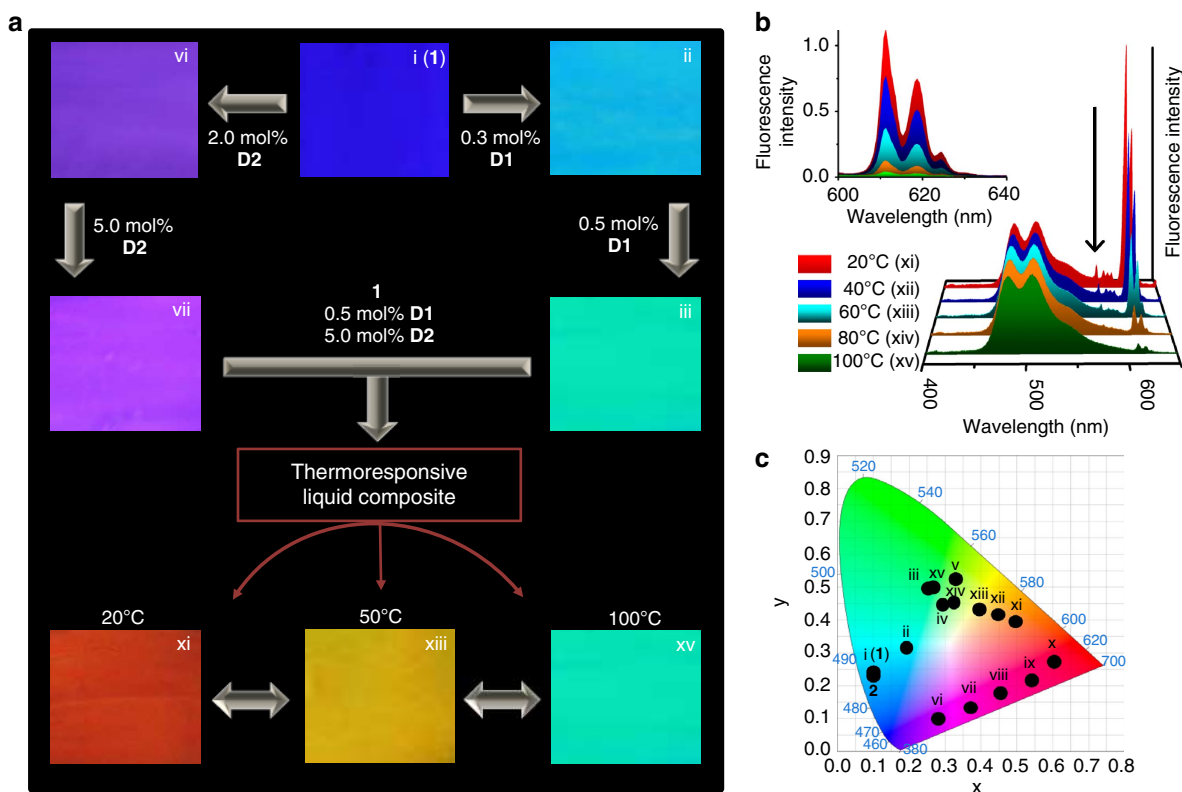 a
vi
i (1)
ii
2.0 mol%
D2
0.3 mol%
D1
5.0 mol%
D2
0.5 mol%
D1
vii
1
0.5 mol% D1
5.0 mol% D2
iii
Thermoresponsive
liquid composite
20°C
50°C
100°C
xi
xiii
xv
b
Fluorescence
intensity
1.0
0.5
0.0
600
620
640
Wavelength (nm)
Fluorescence intensity
20°C (xi)
40°C (xii)
60°C (xiii)
80°C (xiv)
100°C (xv)
400
500
600
Wavelength (nm)
c
0.9
0.8
0.7
0.6
0.5
0.4
0.3
0.2
0.1
0.0
y
0.0 0.1 0.2 0.3 0.4 0.5 0.6 0.7 0.8
x
520
540
560
500
580
600
620
700
490
480
470
460
380
iii
xv
v
xiv
iv
xiii
xii
xi
ii
x
i (1)
2
ix
viii
vii
vi